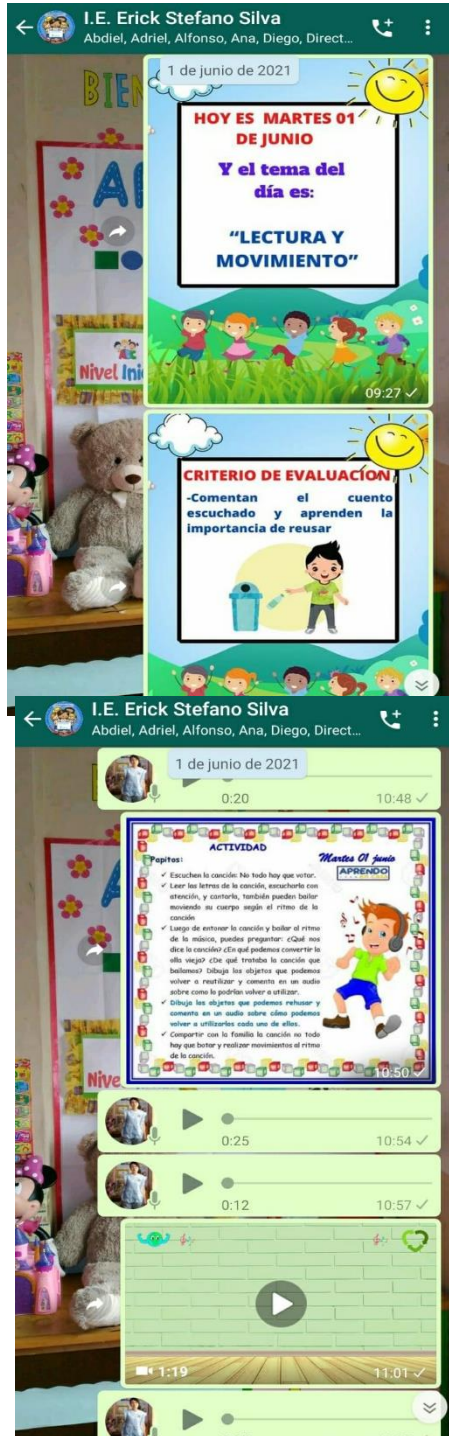 I.E. Erick Stefano Silva
Abdiel, Adriel, Alfonso, Ana, Diego, Direct...
1 de junio de 2021
BIEN
HOY ES MARTES 01
DE JUNIO
Y el tema del
día es:
“LECTURA Y
MOVIMIENTO”
09:27
ABC
Nivel Ini
CRITERIO DE EVALUACION
-Comentan el cuento
escuchado y aprenden la
importancia de reusar
I.E. Erick Stefano Silva
Abdiel, Adriel, Alfonso, Ana, Diego, Direct...
1 de junio de 2021
0:20
10:48
ACTIVIDAD
Papitos:
Martes 01 junio
APRENDO
✓ Escuchen la canción: No todo hay que votar.
✓ Leer las letras de la canción, escucharla con
atención, y cantarla, también pueden bailar
moviendo su cuerpo según el ritmo de la
canción
✓ Luego de entonar la canción y bailar al ritmo
de la música, puedes preguntar: ¿Qué nos
dice la canción? ¿En qué podemos convertir la
olla vieja? ¿De qué trataba la canción que
bailamos? Dibuja los objetos que podemos
volver a reutilizar y comenta en un audio
sobre como lo podrían volver a utilizar.
✓ Dibuja los objetos que podemos rehusar y
comenta en un audio sobre cómo podemos
volver a utilizarlos cada uno de ellos.
✓ Compartir con la familia la canción no todo
hay que botar y realizar movimientos al ritmo
de la canción.
10:50
Nive
0:25
10:54
0:12
10:57
1:19
11:01